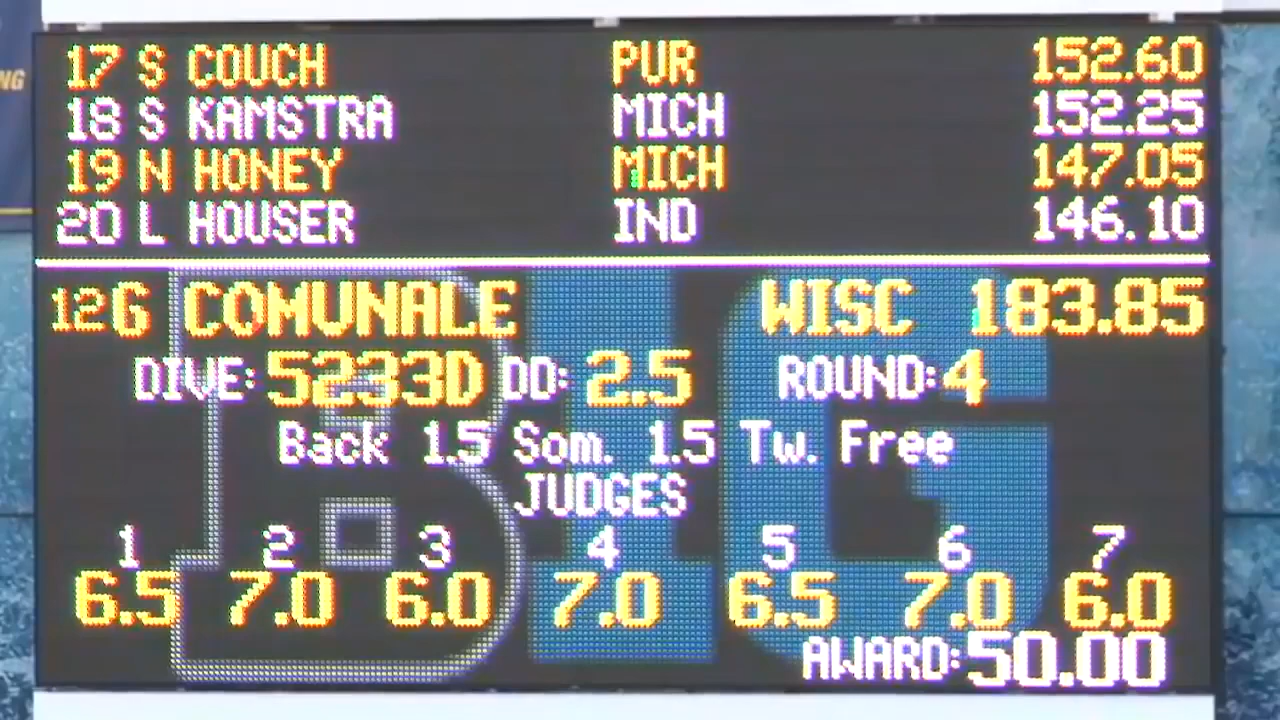 NG
17 S COUCH PUR 152.60
18 S KAMSTRA MICH 152.25
19 N HONEY MICH 147.05
20 L HOUSER IND 146.10
12 G COMUNALE WISC 183.85
DIVE: 5233D DD: 2.5 ROUND: 4
Back 1.5 Som. 1.5 Tw. Free
JUDGES
1 2 3 4 5 6 7
6.5 7.0 6.0 7.0 6.5 7.0 6.0
AWARD: 50.00
B1G